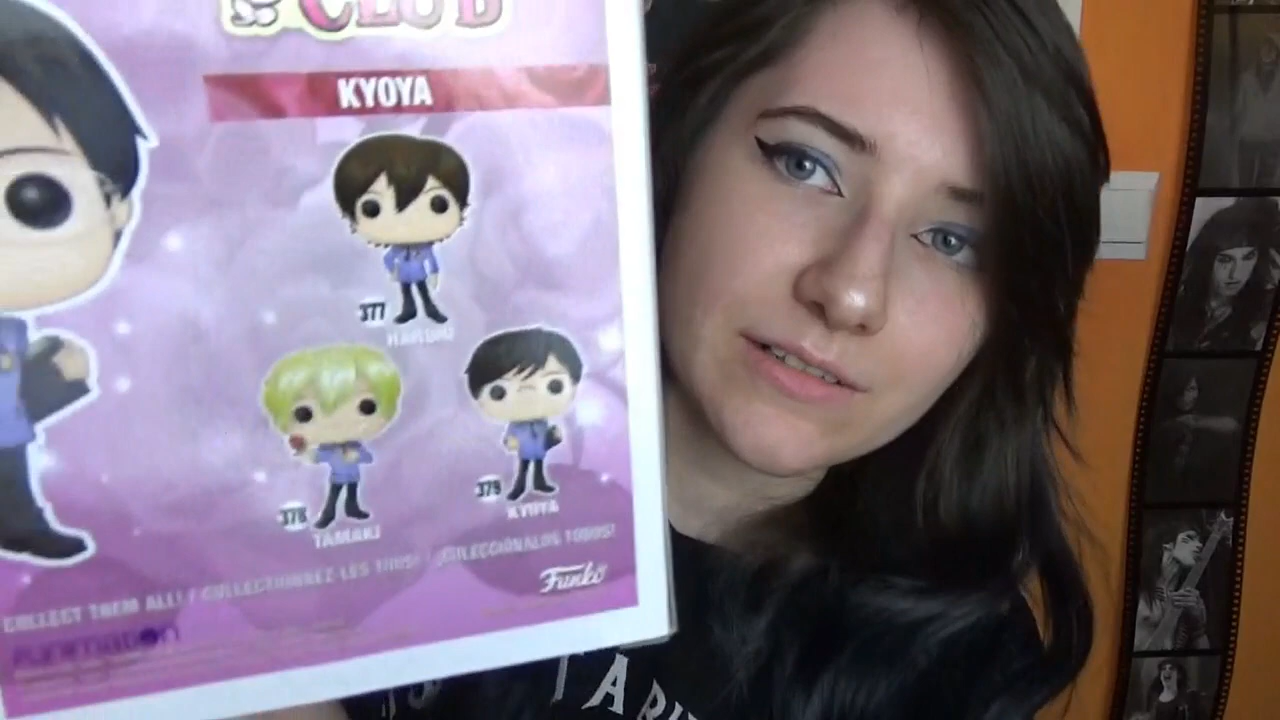 CLUB
KYOYA
377
HARUHI
378
TAMAKI
379
KYOYA
COLLECT THEM ALL! / COLLECTIONNEZ LES TOUS! / ¡COLECCIÓNALOS TODOS!
Funko
FUNIMATION